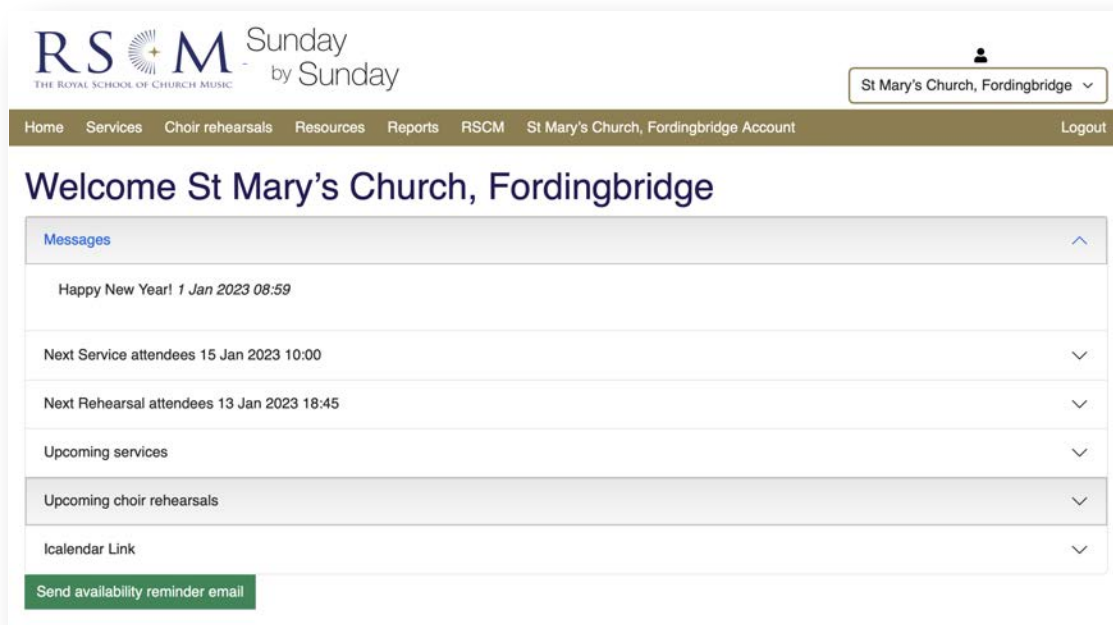 RSCM
THE ROYAL SCHOOL OF CHURCH MUSIC
Sunday
by Sunday
St Mary's Church, Fordingbridge
Home Services Choir rehearsals Resources Reports RSCM St Mary's Church, Fordingbridge Account Logout
Welcome St Mary's Church, Fordingbridge
Messages
Happy New Year! 1 Jan 2023 08:59
Next Service attendees 15 Jan 2023 10:00
Next Rehearsal attendees 13 Jan 2023 18:45
Upcoming services
Upcoming choir rehearsals
Icalendar Link
Send availability reminder email